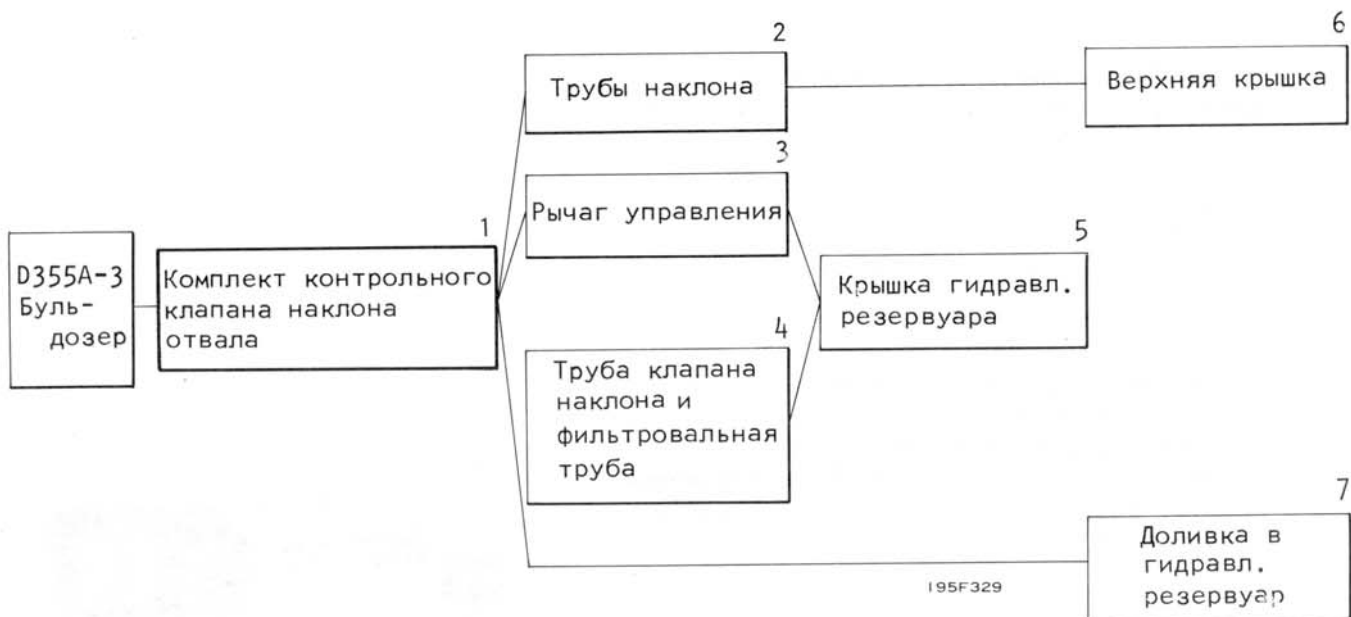 2
Трубы наклона
6
Верхняя крышка
3
Рычаг управления
1
D355A-3
Буль-
дозер
Комплект контрольного
клапана наклона
отвала
5
Крышка гидравл.
резервуара
4
Труба клапана
наклона и
фильтровальная
труба
7
Доливка в
гидравл.
резервуар
195F329